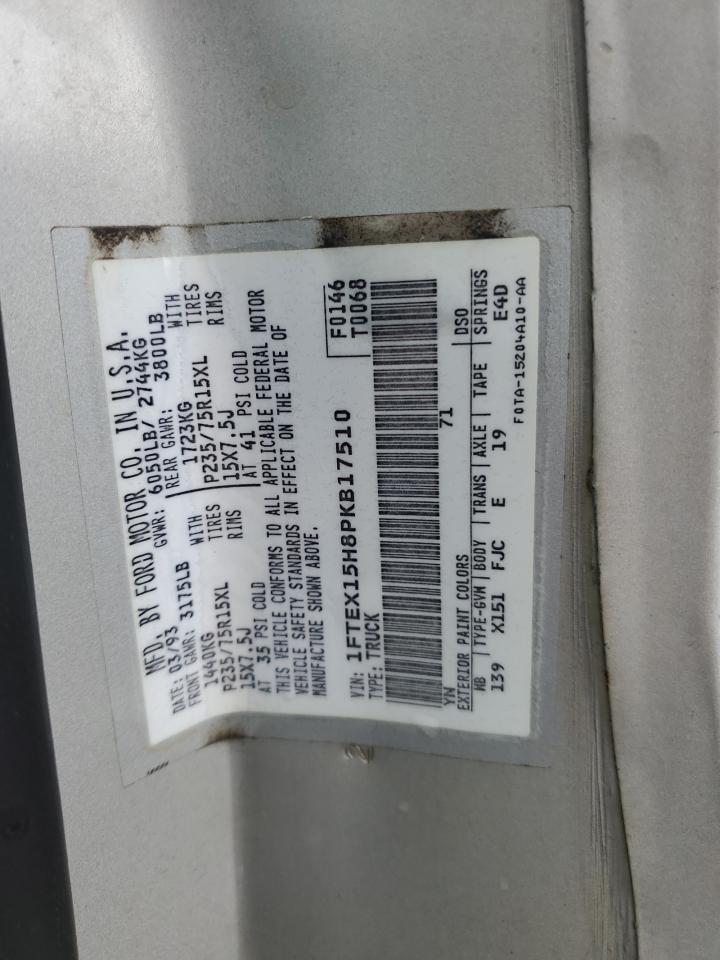 MFD. BY FORD MOTOR CO. IN U.S.A.
DATE: 03/93 GVWR: 6050LB/ 2744KG
FRONT GAWR: 3175LB REAR GAWR: 3800LB
1440KG WITH 1723KG WITH
P235/75R15XL TIRES P235/75R15XL TIRES
15X7.5J RIMS 15X7.5J RIMS
AT 35 PSI COLD AT 41 PSI COLD
THIS VEHICLE CONFORMS TO ALL APPLICABLE FEDERAL MOTOR
VEHICLE SAFETY STANDARDS IN EFFECT ON THE DATE OF
MANUFACTURE SHOWN ABOVE.
F0146
T0068
VIN: 1FTEX15H8PKB17510
TYPE: TRUCK
YN 71
EXTERIOR PAINT COLORS DSO
WB TYPE-GVM BODY TRANS AXLE TAPE SPRINGS
139 X151 FJC E 19 E4D
F0TA-15204A10-AA
2